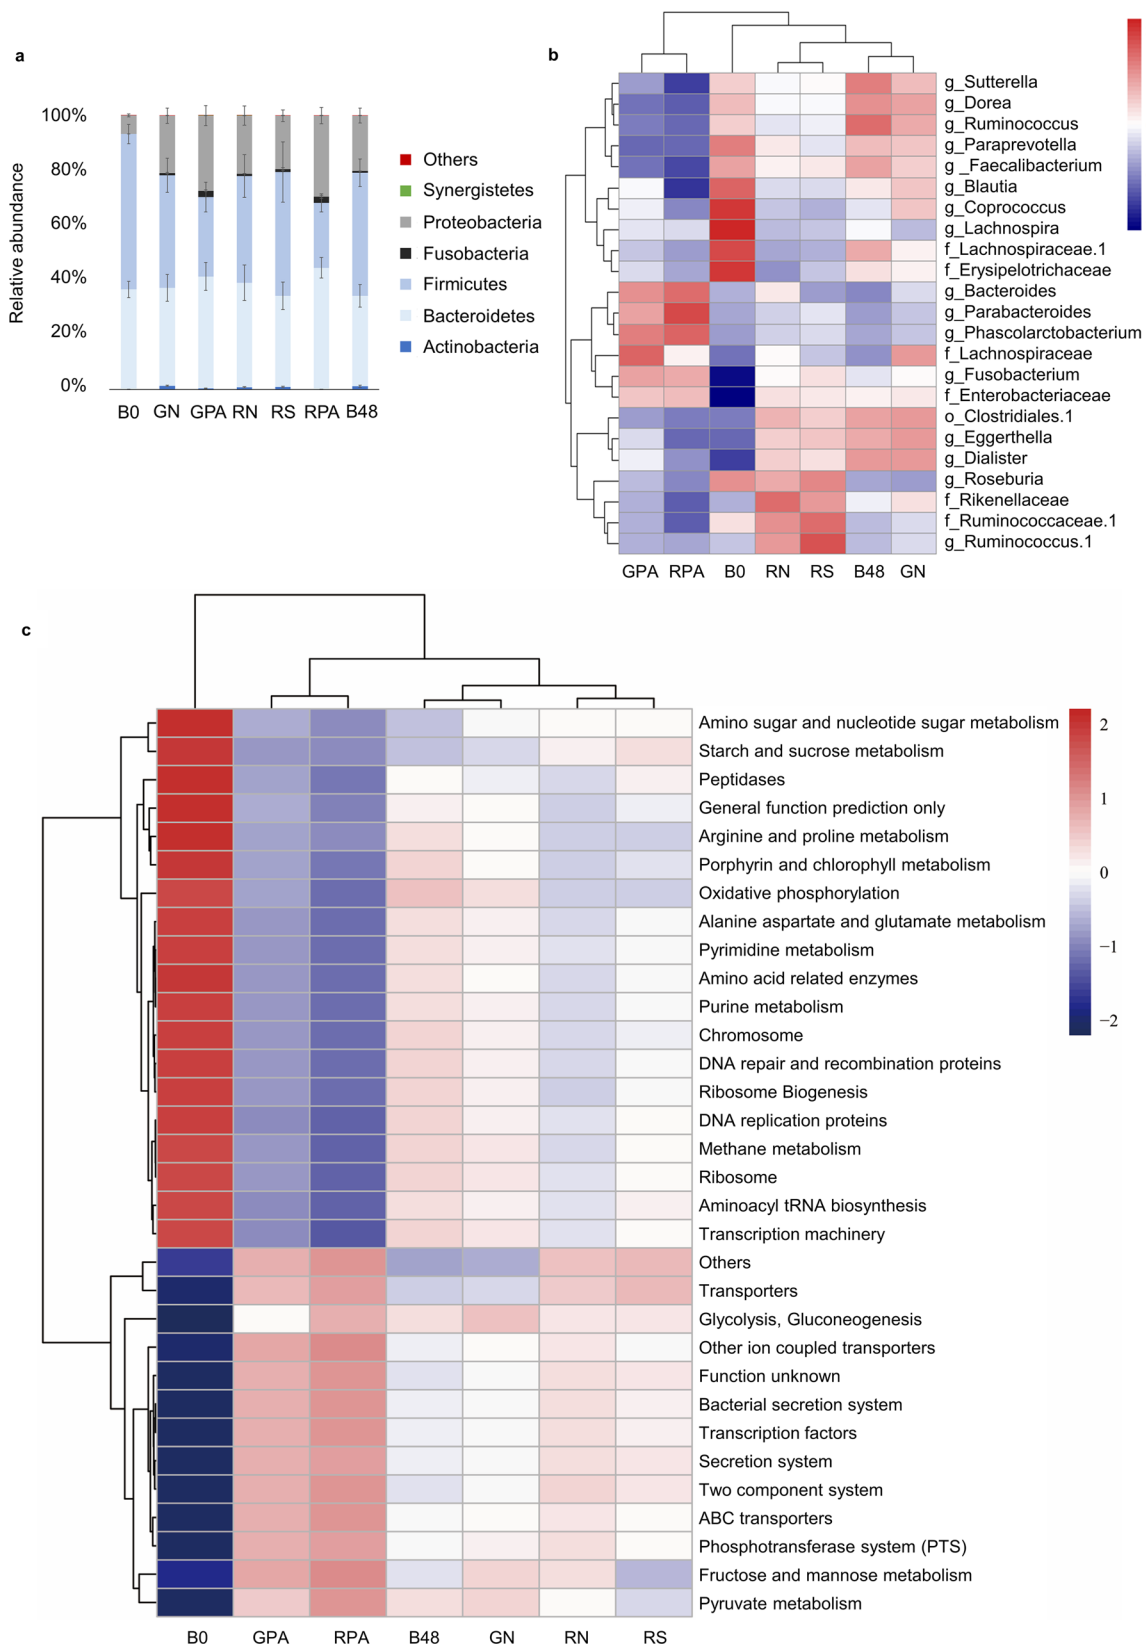 a
Relative abundance
100%
80%
60%
40%
20%
0%
B0 GN GPA RN RS RPA B48
Others
Synergistetes
Proteobacteria
Fusobacteria
Firmicutes
Bacteroidetes
Actinobacteria
b
g_Sutterella
g_Dorea
g_Ruminococcus
g_Paraprevotella
g_Faecalibacterium
g_Blautia
g_Coprococcus
g_Lachnospira
f_Lachnospiraceae.1
f_Erysipelotrichaceae
g_Bacteroides
g_Parabacteroides
g_Phascolarctobacterium
f_Lachnospiraceae
g_Fusobacterium
f_Enterobacteriaceae
o_Clostridiales.1
g_Eggerthella
g_Dialister
g_Roseburia
f_Rikenellaceae
f_Ruminococcaceae.1
g_Ruminococcus.1
GPA RPA B0 RN RS B48 GN
c
Amino sugar and nucleotide sugar metabolism
Starch and sucrose metabolism
Peptidases
General function prediction only
Arginine and proline metabolism
Porphyrin and chlorophyll metabolism
Oxidative phosphorylation
Alanine aspartate and glutamate metabolism
Pyrimidine metabolism
Amino acid related enzymes
Purine metabolism
Chromosome
DNA repair and recombination proteins
Ribosome Biogenesis
DNA replication proteins
Methane metabolism
Ribosome
Aminoacyl tRNA biosynthesis
Transcription machinery
Others
Transporters
Glycolysis, Gluconeogenesis
Other ion coupled transporters
Function unknown
Bacterial secretion system
Transcription factors
Secretion system
Two component system
ABC transporters
Phosphotransferase system (PTS)
Fructose and mannose metabolism
Pyruvate metabolism
2
1
0
−1
−2
B0 GPA RPA B48 GN RN RS